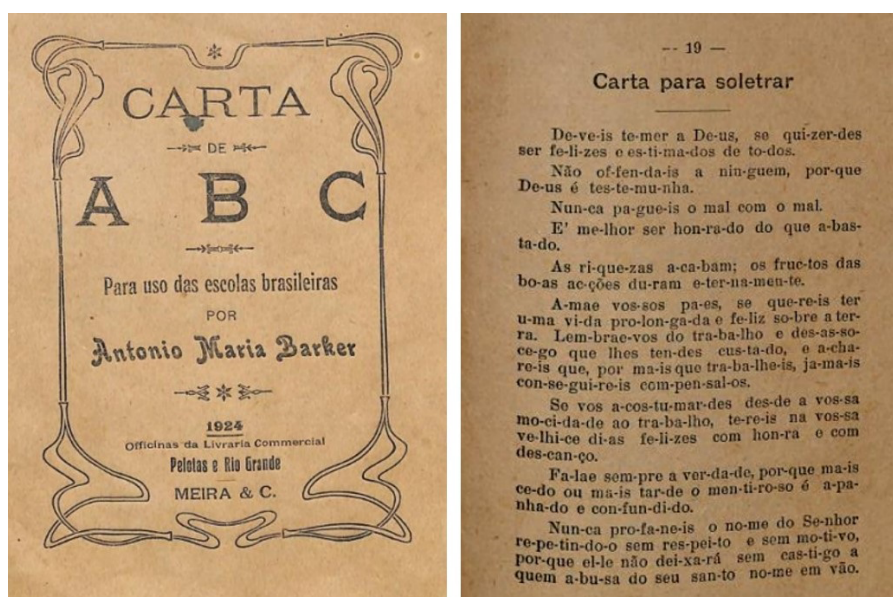 CARTA
DE
A B C
Para uso das escolas brasileiras
POR
Antonio Maria Barker
1924
Officinas da Livraria Commercial
Pelotas e Rio Grande
MEIRA & C.
-- 19 —
Carta para soletrar
De-ve-is te-mer a De-us, se qui-zer-des
ser fe-li-zes e es-ti-ma-dos de to-dos.
Não of-fen-da-is a nin-guem, por-que
De-us é tes-te-mu-nha.
Nun-ca pa-gue-is o mal com o mal.
E' me-lhor ser hon-ra-do do que a-bas-
ta-do.
As ri-que-zas a-ca-bam; os fruc-tos das
bo-as ac-ções du-ram e-ter-na-men-te.
A-mae vos-sos pa-es, se que-re-is ter
u-ma vi-da pro-lon-ga-da e fe-liz so-bre a ter-
ra. Lem-brae-vos do tra-ba-lho e des-as-so-
ce-go que lhes ten-des cus-ta-do, e a-cha-
re-is que, por ma-is que tra-ba-lhe-is, ja-ma-is
con-se-gui-re-is com-pen-sal-os.
Se vos a-cos-tu-mar-des des-de a vos-sa
mo-ci-da-de ao tra-ba-lho, te-re-is na vos-sa
ve-lhi-ce di-as fe-li-zes com hon-ra e com
des-can-ço.
Fa-lae sem-pre a ver-da-de, por-que ma-is
ce-do ou ma-is tar-de o men-ti-ro-so é a-pa-
nha-do e con-fun-di-do.
Nun-ca pro-fa-ne-is o no-me do Se-nhor
re-pe-tin-do-o sem res-pei-to e sem mo-ti-vo,
por-que el-le não dei-xa-rá sem cas-ti-go a
quem a-bu-sa do seu san-to no-me em vão.